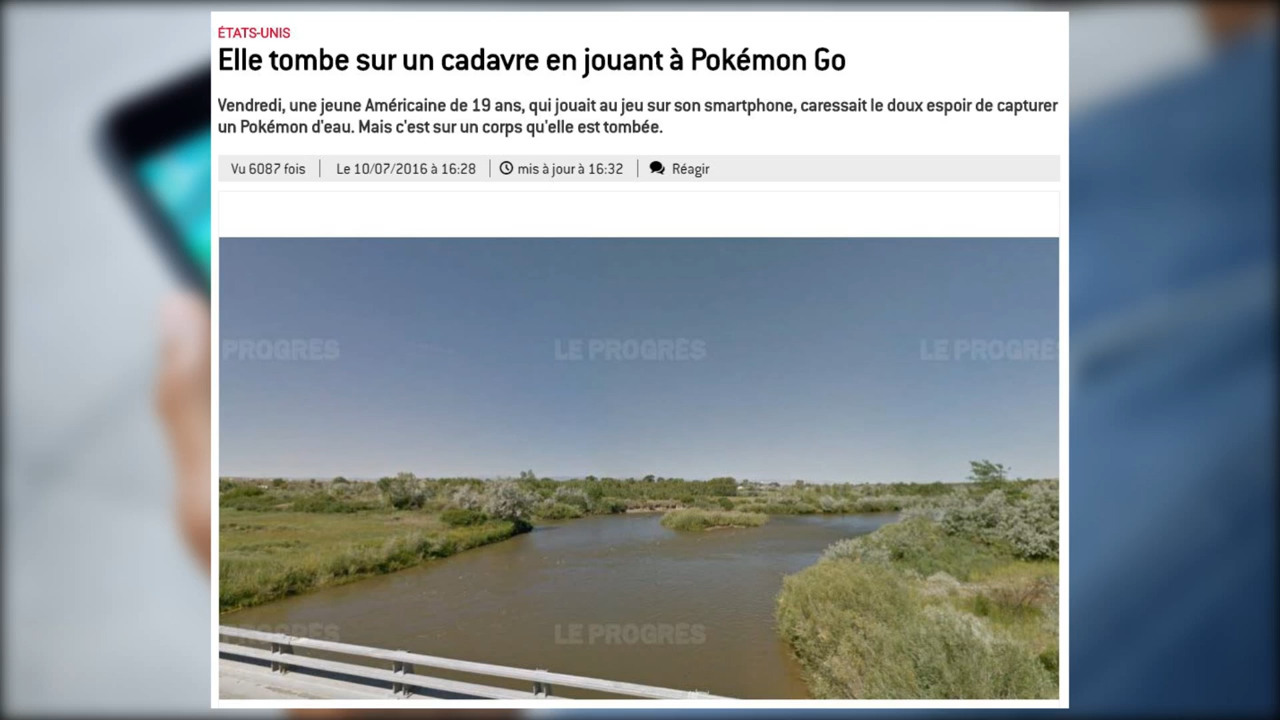 ÉTATS-UNIS
Elle tombe sur un cadavre en jouant à Pokémon Go
Vendredi, une jeune Américaine de 19 ans, qui jouait au jeu sur son smartphone, caressait le doux espoir de capturer
un Pokémon d'eau. Mais c'est sur un corps qu'elle est tombée.
Vu 6087 fois Le 10/07/2016 à 16:28 mis à jour à 16:32 Réagir
PROGRÈS LE PROGRÈS LE PROGRÈ
PROGRÈS LE PROGRÈS